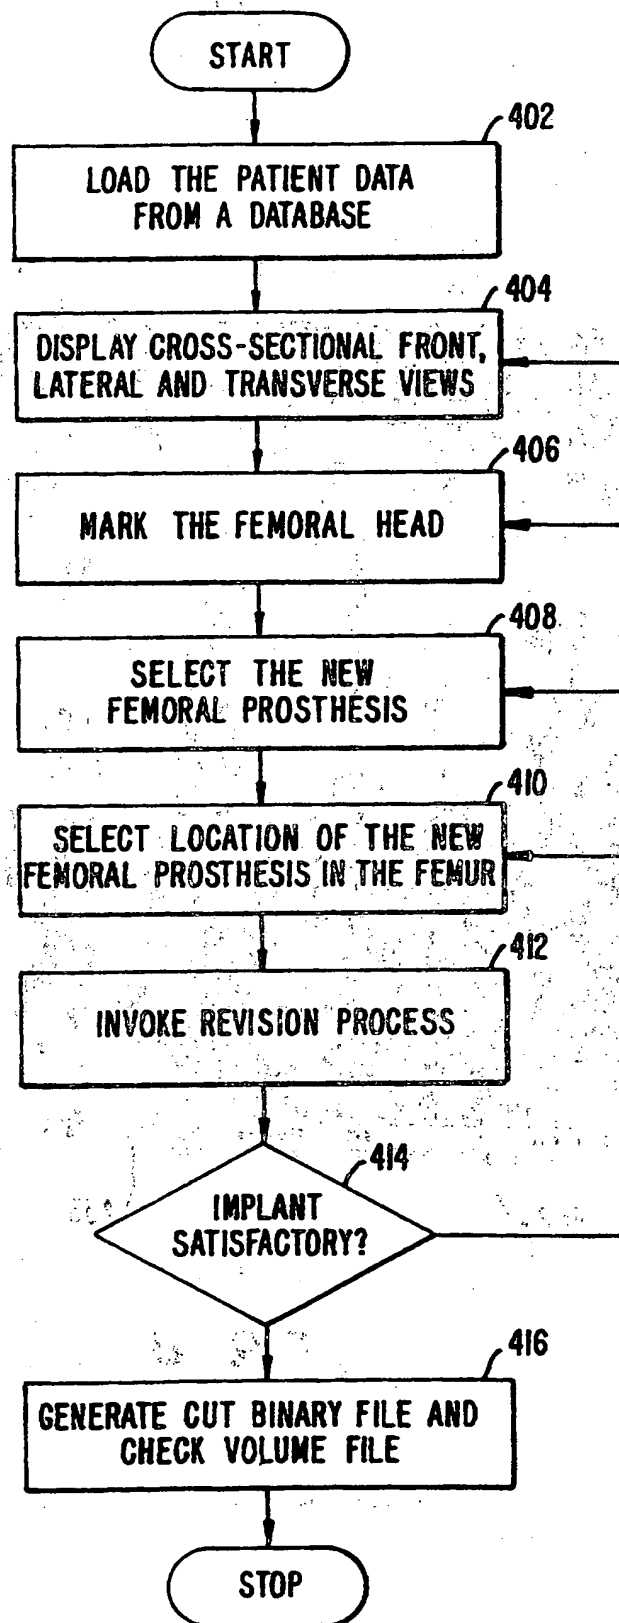 START
402
LOAD THE PATIENT DATA
FROM A DATABASE
404
DISPLAY CROSS-SECTIONAL FRONT,
LATERAL AND TRANSVERSE VIEWS
406
MARK THE FEMORAL HEAD
408
SELECT THE NEW
FEMORAL PROSTHESIS
410
SELECT LOCATION OF THE NEW
FEMORAL PROSTHESIS IN THE FEMUR
412
INVOKE REVISION PROCESS
414
IMPLANT
SATISFACTORY?
416
GENERATE CUT BINARY FILE AND
CHECK VOLUME FILE
STOP